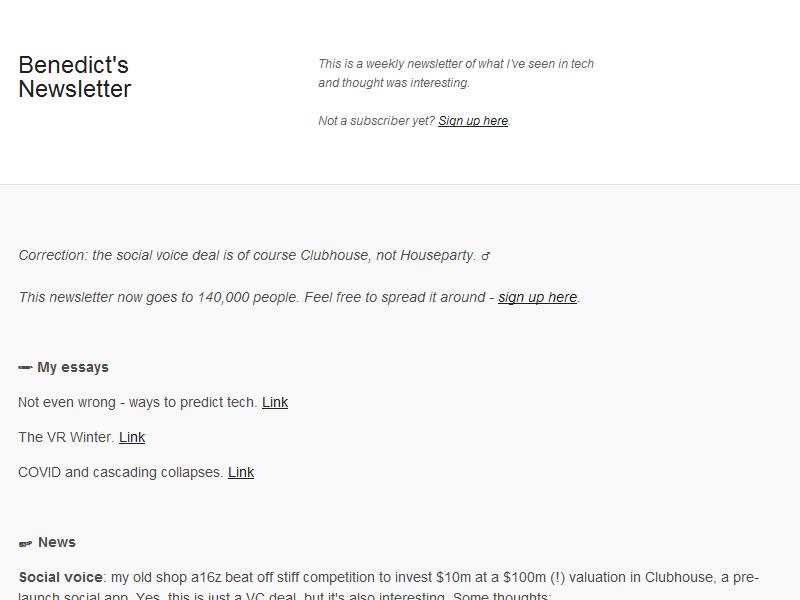 Benedict's
Newsletter
This is a weekly newsletter of what I've seen in tech
and thought was interesting.
Not a subscriber yet? Sign up here.
Correction: the social voice deal is of course Clubhouse, not Houseparty. ♂
This newsletter now goes to 140,000 people. Feel free to spread it around - sign up here.
My essays
Not even wrong - ways to predict tech. Link
The VR Winter. Link
COVID and cascading collapses. Link
News
Social voice: my old shop a16z beat off stiff competition to invest $10m at a $100m (!) valuation in Clubhouse, a pre-
launch social app. Yes, this is just a VC deal, but it's also interesting. Some thoughts: